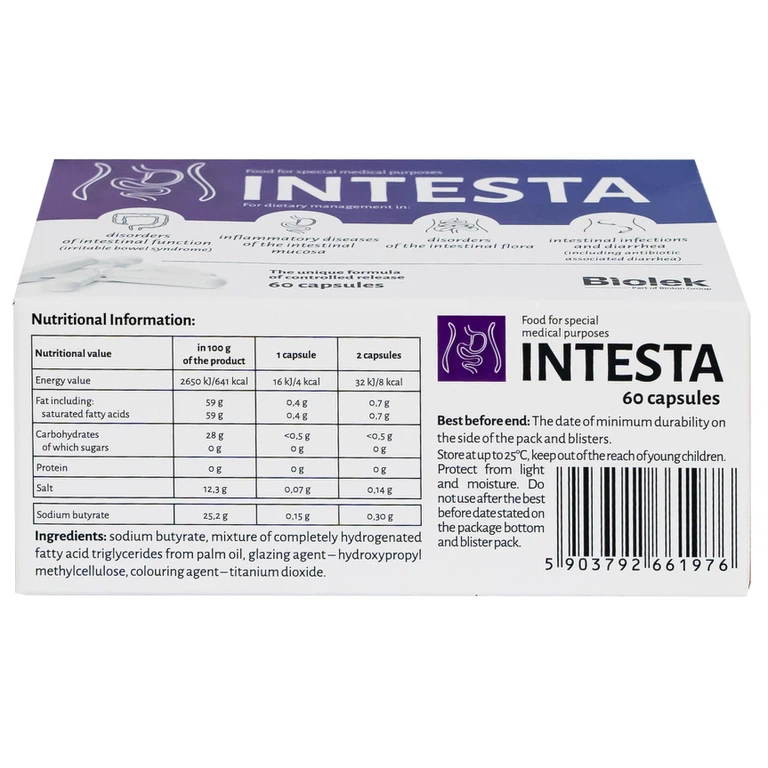 Food for special medical purposes
INTESTA
For dietary management in:
disorders
of intestinal function
(irritable bowel syndrome)
inflammatory diseases
of the intestinal
mucosa
disorders
of the intestinal flora
intestinal infections
and diarrhea
(including antibiotic
associated diarrhea)
The unique formula
of controlled release
60 capsules
Biolek
Part of Bioton Group
Nutritional Information:
Nutritional value in 100 g of the product 1 capsule 2 capsules
Energy value 2650 kJ/641 kcal 16 kJ/4 kcal 32 kJ/8 kcal
Fat including: 59 g 0,4 g 0,7 g
saturated fatty acids 59 g 0,4 g 0,7 g
Carbohydrates 28 g <0,5 g <0,5 g
of which sugars 0 g 0 g 0 g
Protein 0 g 0 g 0 g
Salt 12,3 g 0,07 g 0,14 g
Sodium butyrate 25,2 g 0,15 g 0,30 g
Ingredients: sodium butyrate, mixture of completely hydrogenated
fatty acid triglycerides from palm oil, glazing agent – hydroxypropyl
methylcellulose, colouring agent – titanium dioxide.
Food for special
medical purposes
INTESTA
60 capsules
Best before end: The date of minimum durability on
the side of the pack and blisters.
Store at up to 25°C, keep out of the reach of young children.
Protect from light
and moisture. Do
not use after the best
before date stated on
the package bottom
and blister pack.
5 903792 661976